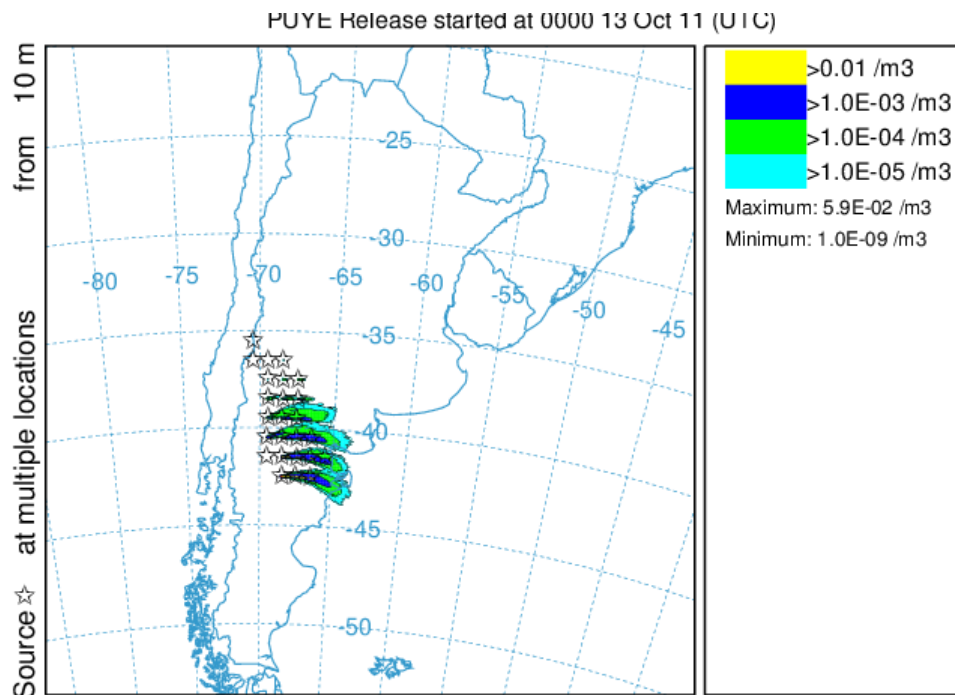 PUYE Release started at 0000 13 Oct 11 (UTC)
Source ☆ at multiple locations from 10 m
>0.01 /m3
>1.0E-03 /m3
>1.0E-04 /m3
>1.0E-05 /m3
Maximum: 5.9E-02 /m3
Minimum: 1.0E-09 /m3
-25
-30
-80
-75
-70
-65
-60
-55
-50
-45
-35
-40
-45
-50